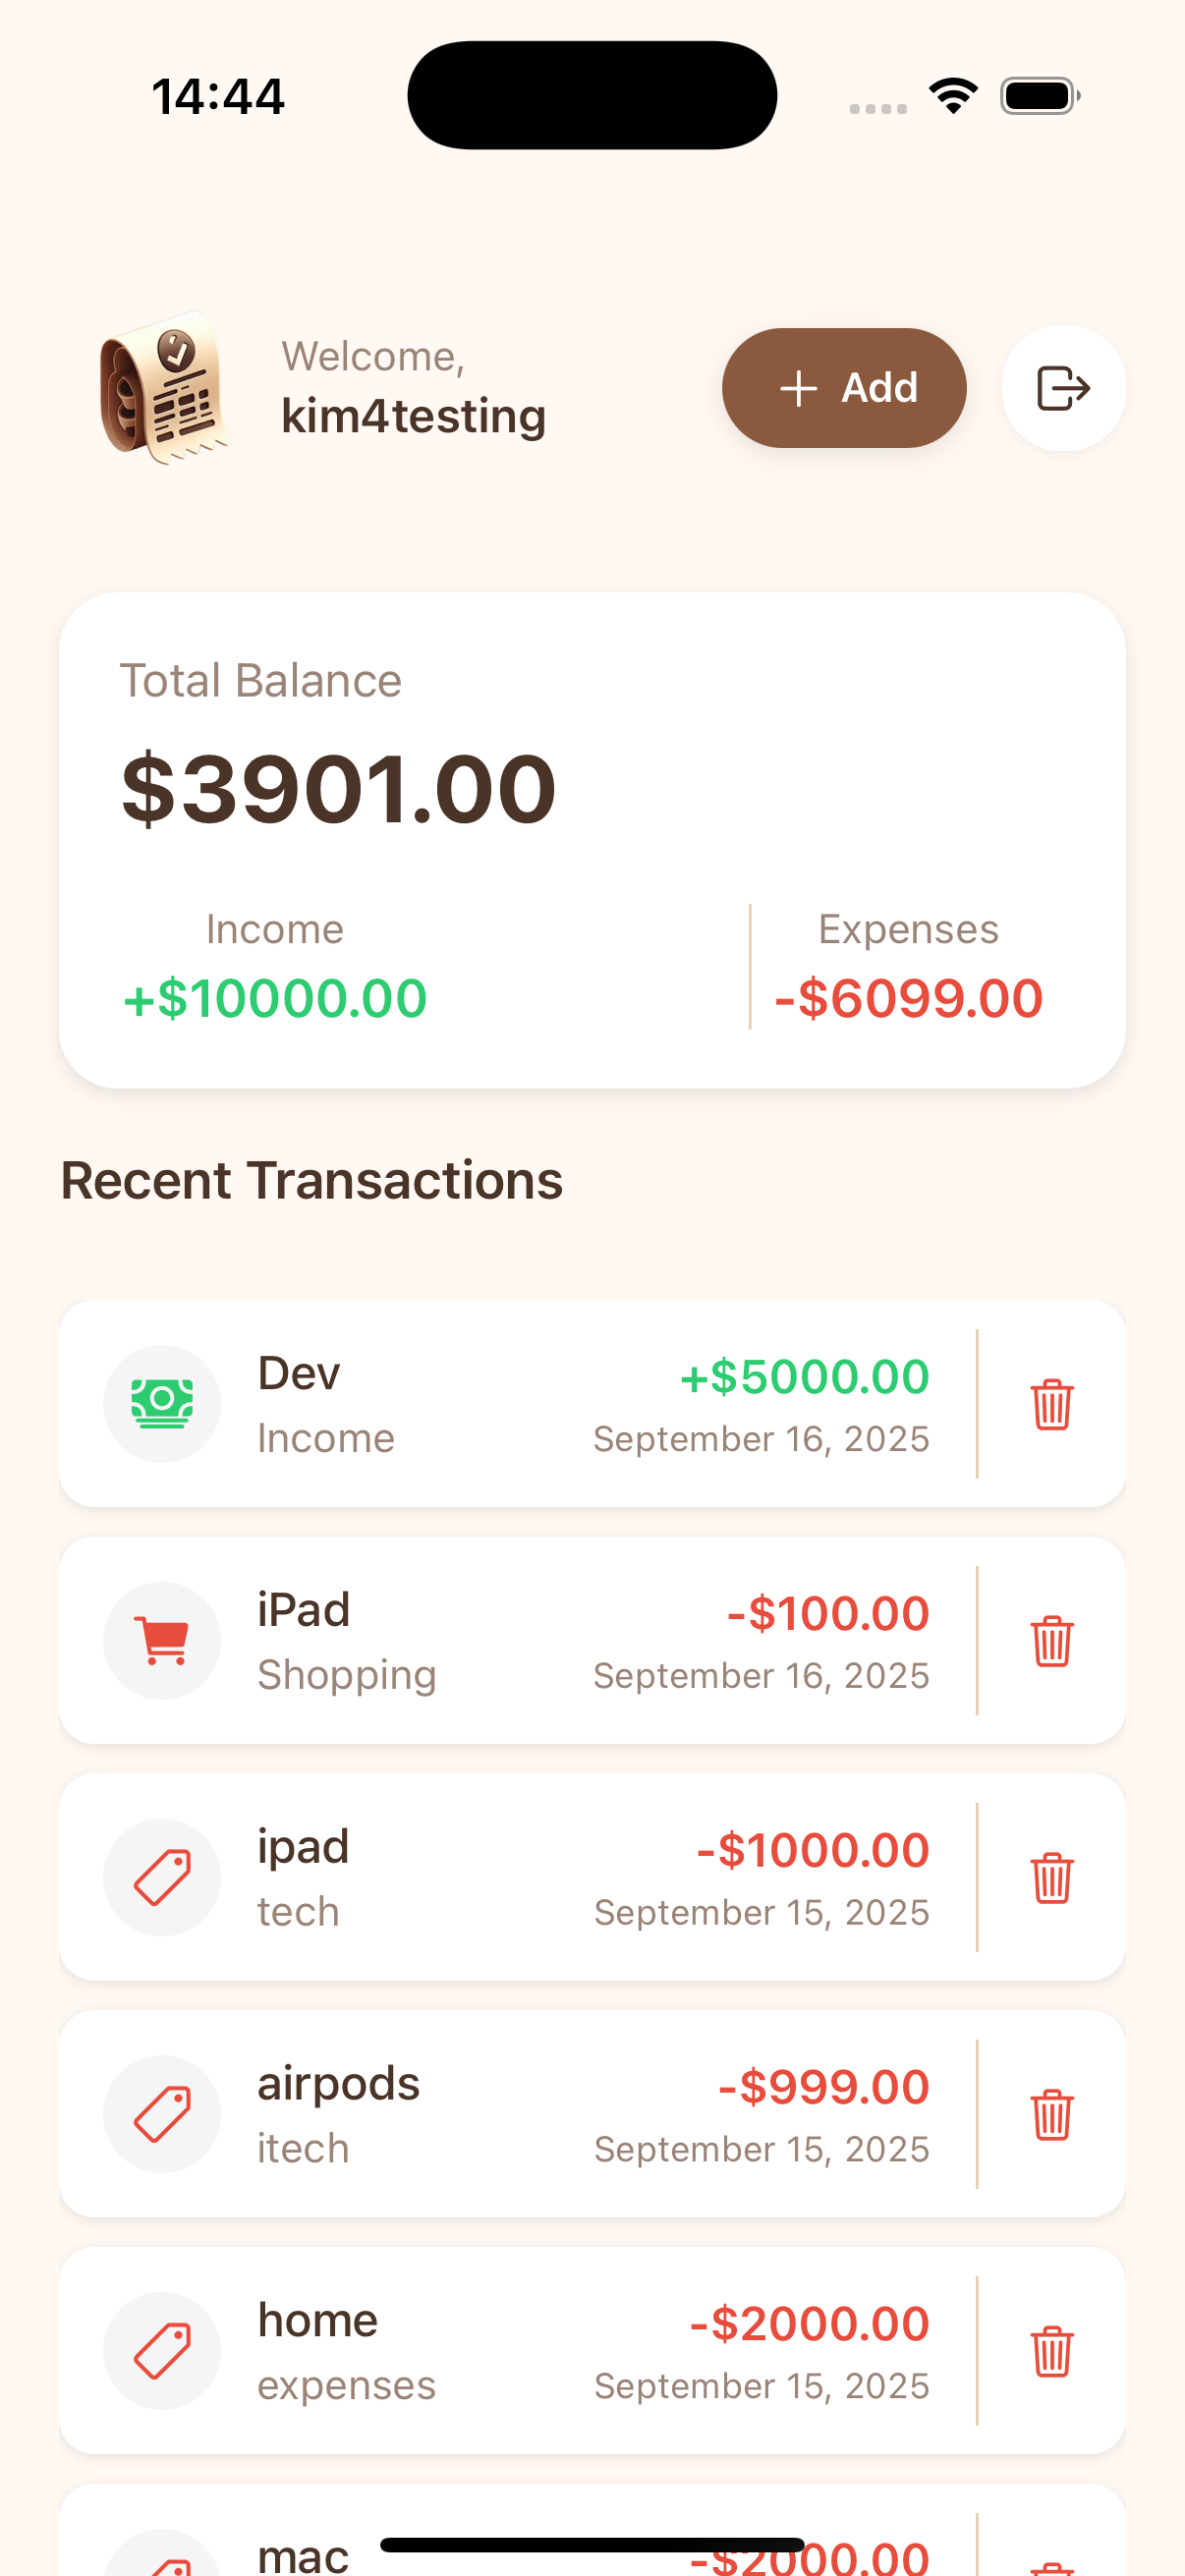 14:44
Welcome,
kim4testing
Add
Total Balance
$3901.00
Income
Expenses
+$10000.00
-$6099.00
Recent Transactions
Dev
+$5000.00
Income
September 16, 2025
iPad
-$100.00
Shopping
September 16, 2025
ipad
-$1000.00
tech
September 15, 2025
airpods
-$999.00
itech
September 15, 2025
home
-$2000.00
expenses
September 15, 2025
mac
-$2000.00